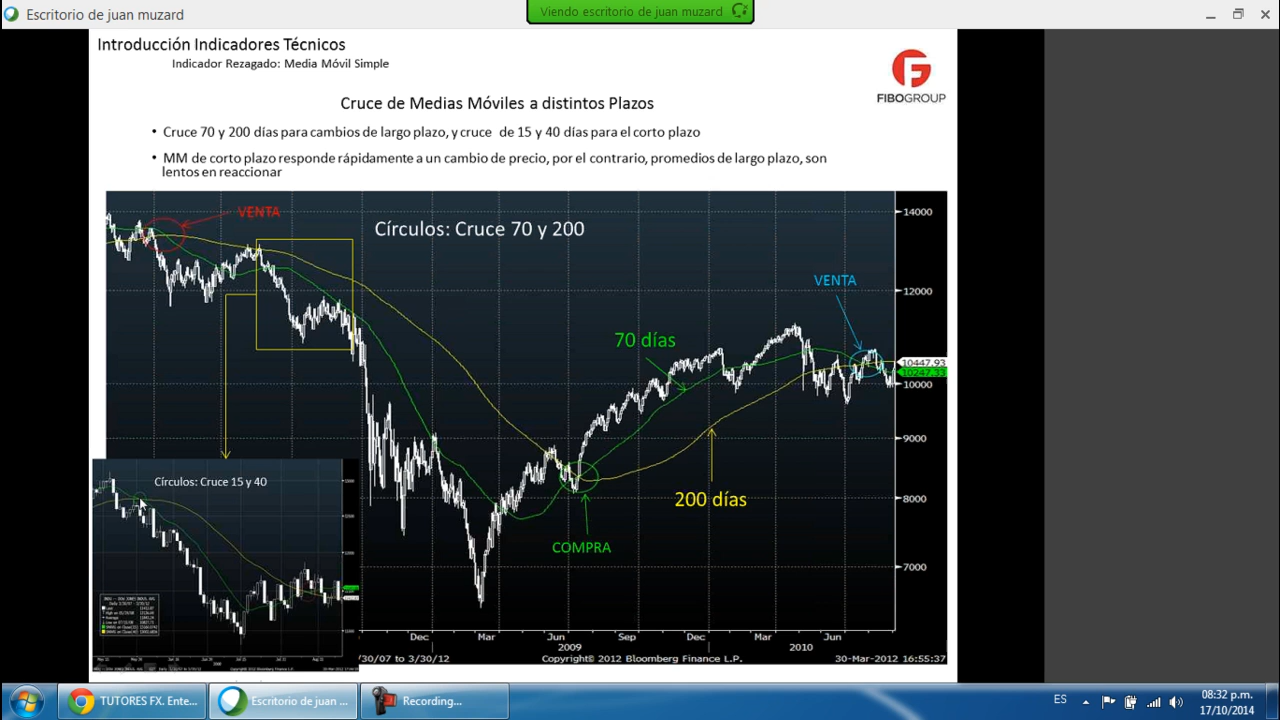 Escritorio de juan muzard
Viendo escritorio de juan muzard
Introducción Indicadores Técnicos
Indicador Rezagado: Media Móvil Simple
FIBOGROUP
Cruce de Medias Móviles a distintos Plazos
• Cruce 70 y 200 días para cambios de largo plazo, y cruce de 15 y 40 días para el corto plazo
• MM de corto plazo responde rápidamente a un cambio de precio, por el contrario, promedios de largo plazo, son
lentos en reaccionar
VENTA
Círculos: Cruce 70 y 200
14000
VENTA
12000
70 días
10447.93
10247.33
10000
9000
Círculos: Cruce 15 y 40
200 días
8000
COMPRA
7000
Dec Mar Jun Sep Dec Mar Jun
2009 2010
/30/07 to 3/30/12 Copyright© 2012 Bloomberg Finance L.P. 30-Mar-2012 16:55:37
TUTORES FX. Ente...
Escritorio de juan ...
Recording...
ES
08:32 p.m.
17/10/2014